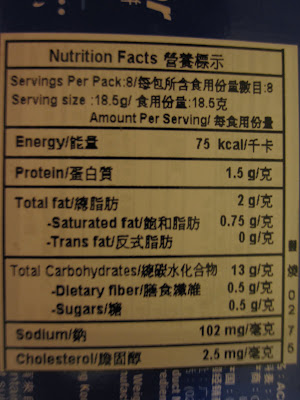 Nutrition Facts 營養標示
Servings Per Pack:8/每包所含食用份量數目:8
Serving size :18.5g/ 食用份量:18.5克
Amount Per Serving/ 每食用份量
Energy/能量 75 kcal/千卡
Protein/蛋白質 1.5 g/克
Total fat/總脂肪 2 g/克
-Saturated fat/飽和脂肪 0.75 g/克
-Trans fat/反式脂肪 0 g/克
Total Carbohydrates/總碳水化合物 13 g/克
-Dietary fiber/膳食纖維 0.5 g/克
-Sugars/糖 0.5 g/克
Sodium/鈉 102 mg/毫克
Cholesterol/膽固醇 2.5 mg/毫克
0275